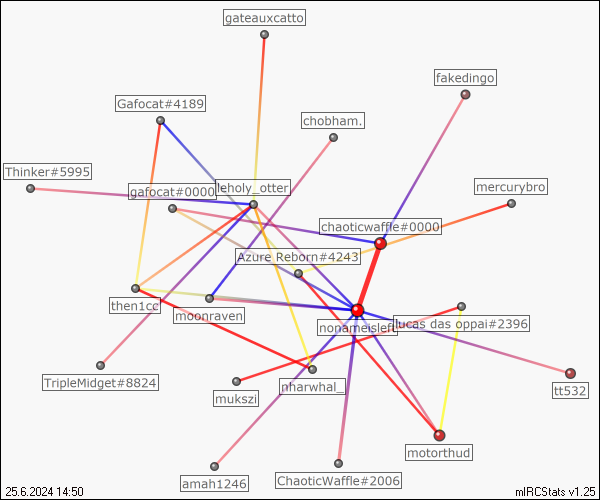 gateauxcatto
fakedingo
Gafocat#4189
chobham.
Thinker#5995
gafocat#0000
leholy_otter
mercurybro
chaoticwaffle#0000
Azure Reborn#4243
then1cc
moonraven
nonameisleft
lucas das oppai#2396
TripleMidget#8824
mukszi
nharwhal_
tt532
motorthud
amah1246
ChaoticWaffle#2006
25.6.2024 14:50
mIRCStats v1.25